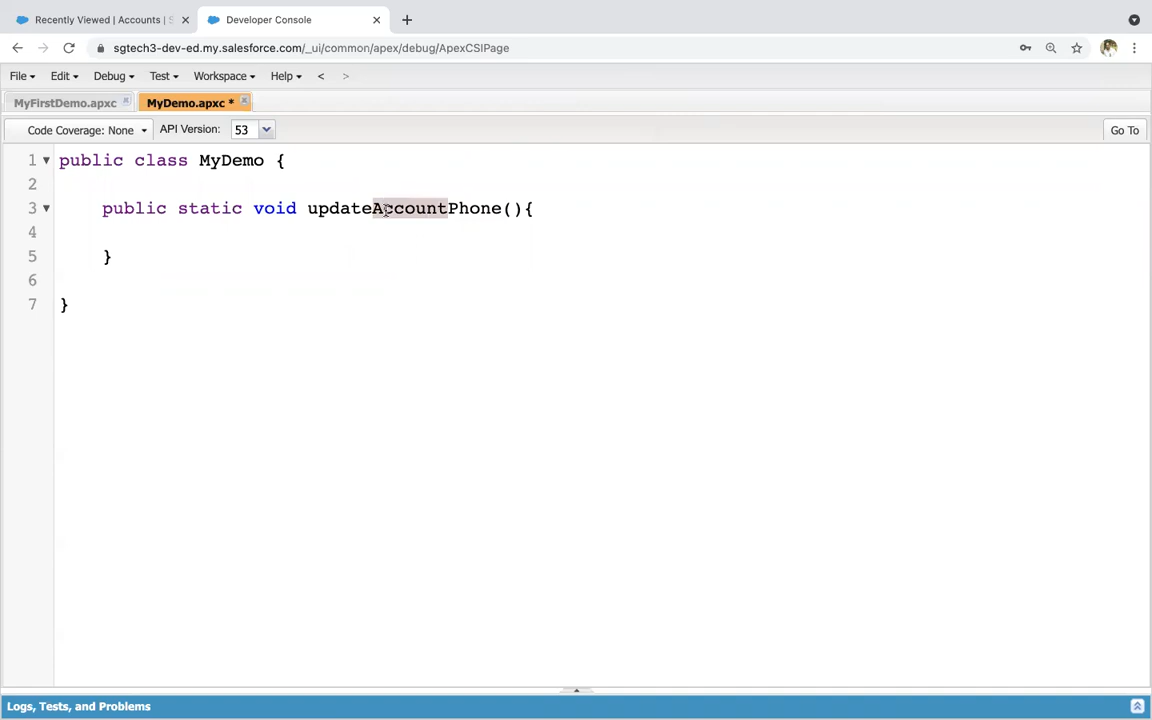 Recently Viewed | Accounts | S
Developer Console
sgtech3-dev-ed.my.salesforce.com/_ui/common/apex/debug/ApexCSIPage
File Edit Debug Test Workspace Help < >
MyFirstDemo.apxc MyDemo.apxc *
Code Coverage: None API Version: 53 Go To
1 public class MyDemo {
2
3 public static void updateAccountPhone(){
4
5 }
6
7 }
Logs, Tests, and Problems